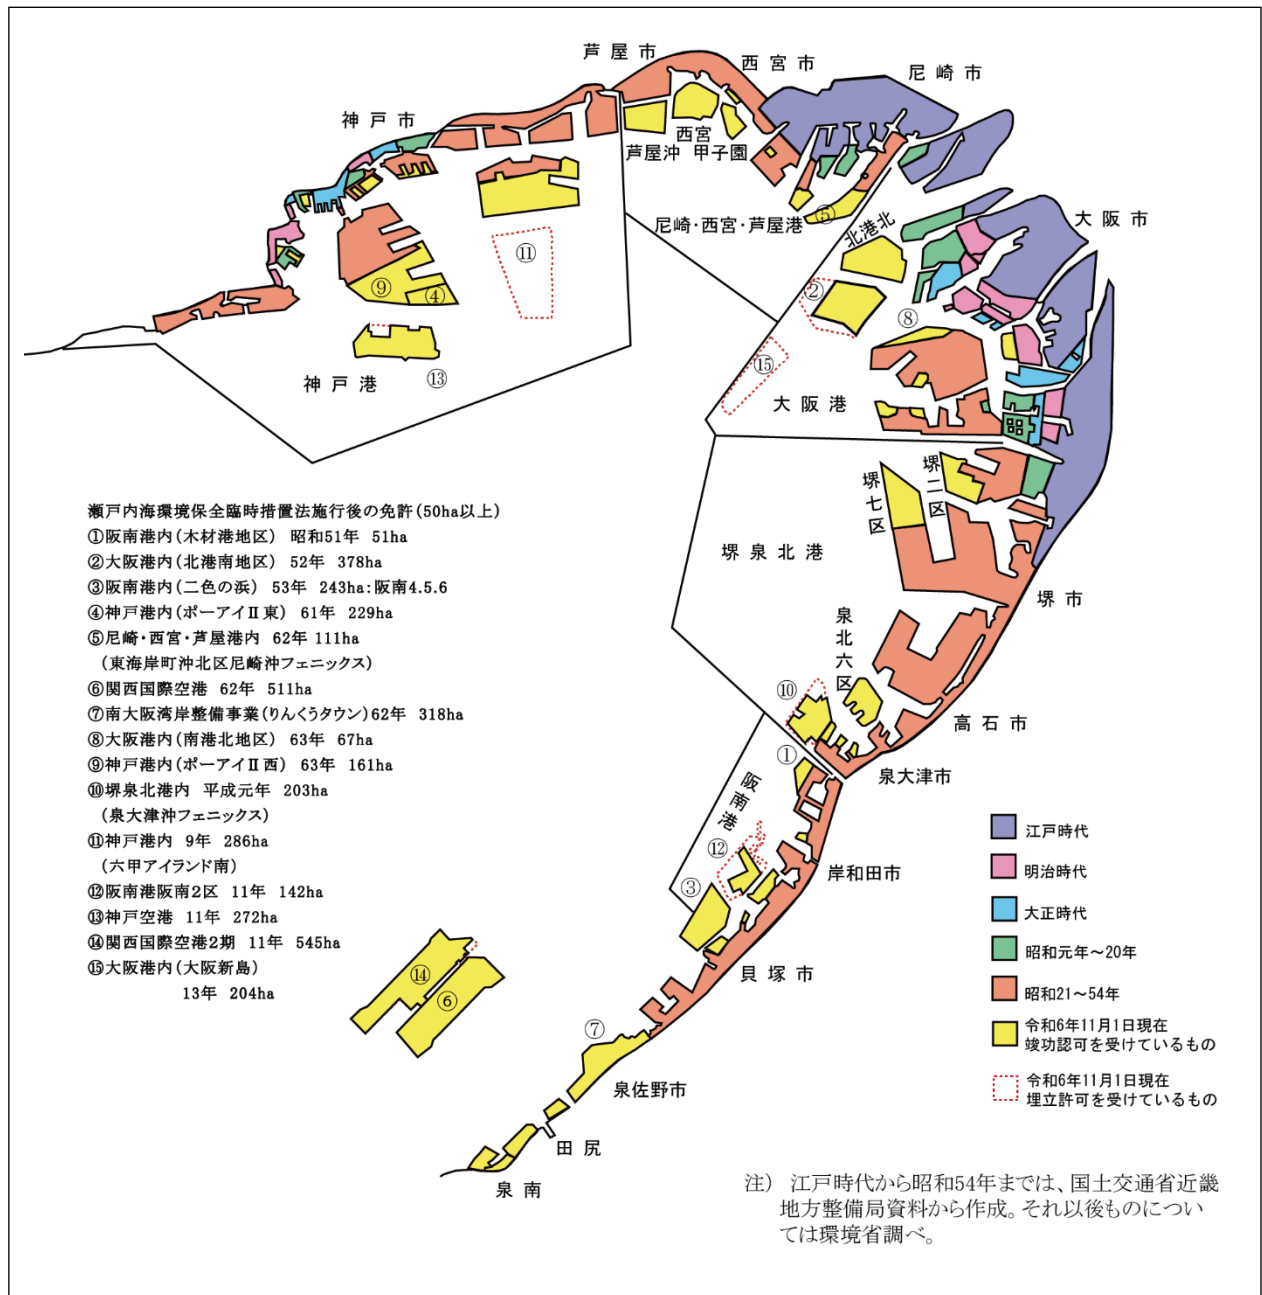 芦屋市
西宮市
尼崎市
神戸市
西宮
芦屋沖 甲子園
尼崎・西宮・芦屋港
⑤
北港北
大阪市
⑪
②
⑧
⑨
④
⑮
神戸港
⑬
大阪港
堺二区
堺七区
堺泉北港
堺市
泉北六区
⑩
高石市
①
泉大津市
阪南港
⑫
岸和田市
③
貝塚市
⑭
⑥
⑦
泉佐野市
田尻
泉南
瀬戸内海環境保全臨時措置法施行後の免許(50ha以上)
①阪南港内(木材港地区) 昭和51年 51ha
②大阪港内(北港南地区) 52年 378ha
③阪南港内(二色の浜) 53年 243ha:阪南4.5.6
④神戸港内(ポーアイⅡ東) 61年 229ha
⑤尼崎・西宮・芦屋港内 62年 111ha
(東海岸町沖北区尼崎沖フェニックス)
⑥関西国際空港 62年 511ha
⑦南大阪湾岸整備事業(りんくうタウン)62年 318ha
⑧大阪港内(南港北地区) 63年 67ha
⑨神戸港内(ポーアイⅡ西) 63年 161ha
⑩堺泉北港内 平成元年 203ha
(泉大津沖フェニックス)
⑪神戸港内 9年 286ha
(六甲アイランド南)
⑫阪南港阪南2区 11年 142ha
⑬神戸空港 11年 272ha
⑭関西国際空港2期 11年 545ha
⑮大阪港内(大阪新島)
13年 204ha
江戸時代
明治時代
大正時代
昭和元年~20年
昭和21~54年
令和6年11月1日現在
竣功認可を受けているもの
令和6年11月1日現在
埋立許可を受けているもの
注) 江戸時代から昭和54年までは、国土交通省近畿
地方整備局資料から作成。それ以後ものについ
ては環境省調べ。